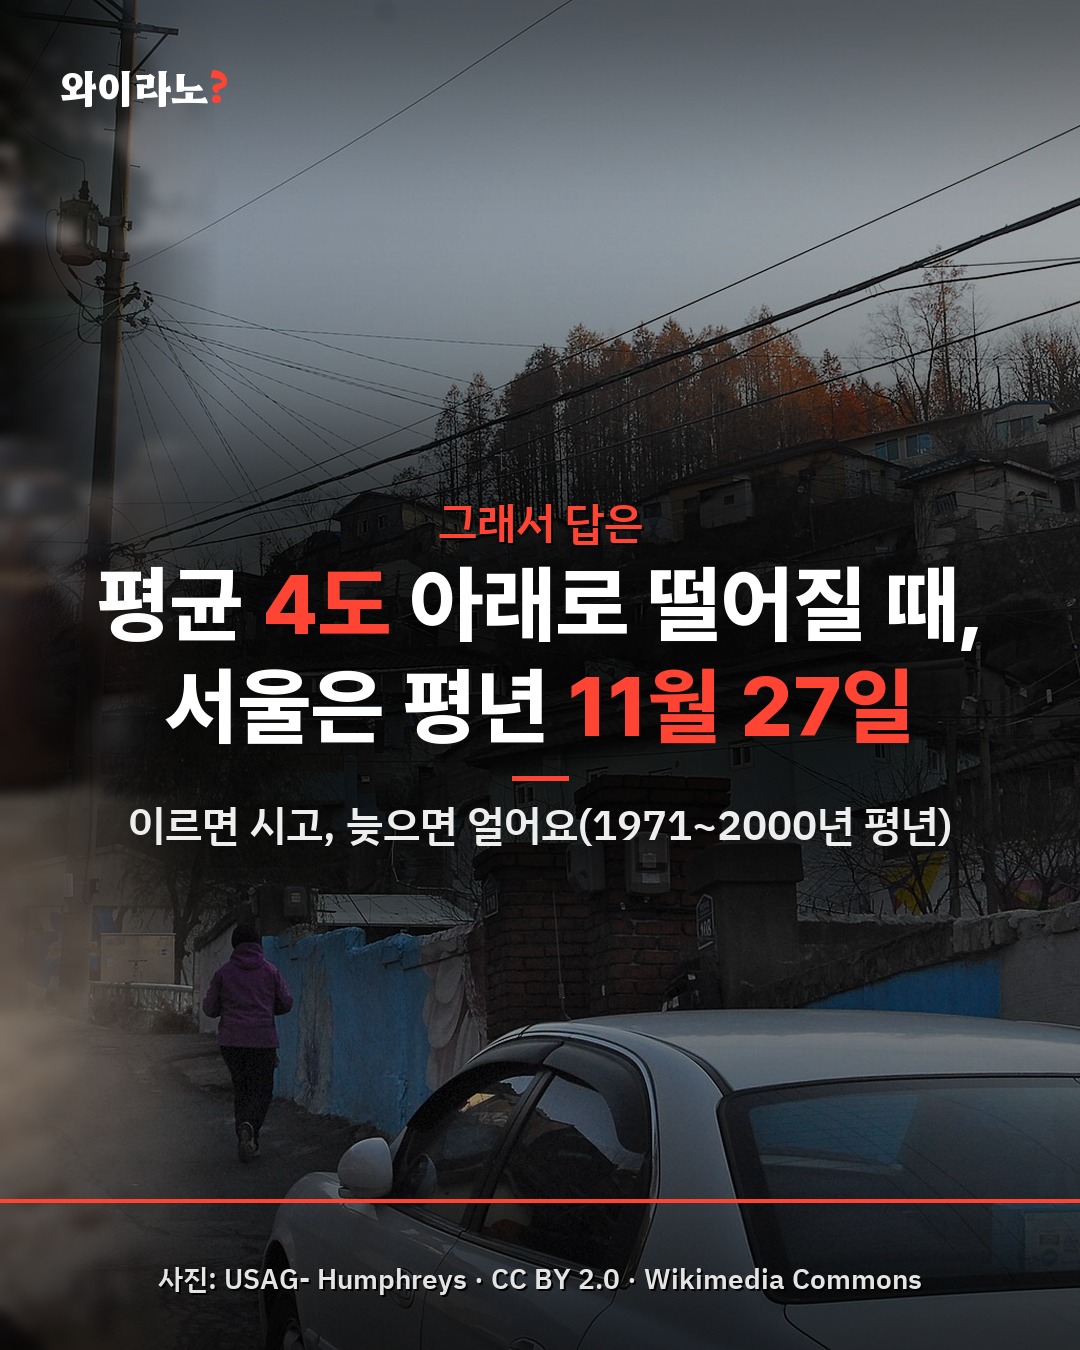 와이라노?
그래서 답은
평균 4도 아래로 떨어질 때,
서울은 평년 11월 27일
이르면 시고, 늦으면 얼어요(1971~2000년 평년)
사진: USAG- Humphreys · CC BY 2.0 · Wikimedia Commons